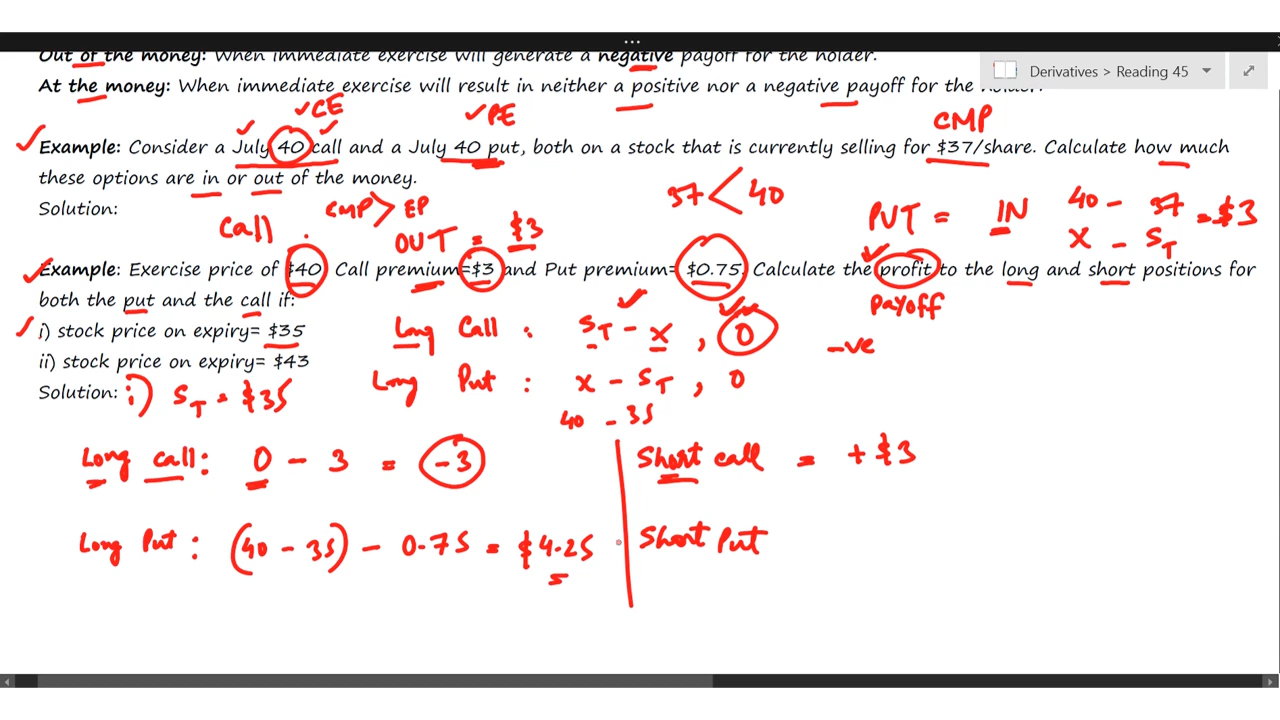 Out of the money: When immediate exercise will generate a negative payoff for the holder.
Derivatives > Reading 45
At the money: When immediate exercise will result in neither a positive nor a negative payoff for the holder.
✓CE ✓PE CMP
Example: Consider a July 40 call and a July 40 put, both on a stock that is currently selling for $37/share. Calculate how much
these options are in or out of the money.
37 < 40
Solution:
Call CMP > EP
OUT = $3
PUT = IN 40 - 37 = $3
X - ST
Example: Exercise price of $40 Call premium=$3 and Put premium= $0.75. Calculate the profit to the long and short positions for
both the put and the call if:
Payoff
i) stock price on expiry= $35
Long Call : ST - X , 0 -ve
ii) stock price on expiry= $43
Long Put : X - ST , 0
Solution: i) ST = $35
40 - 35
Long call: 0 - 3 = -3
Short call = + $3
Long Put : (40 - 35) - 0.75 = $4.25
Short Put